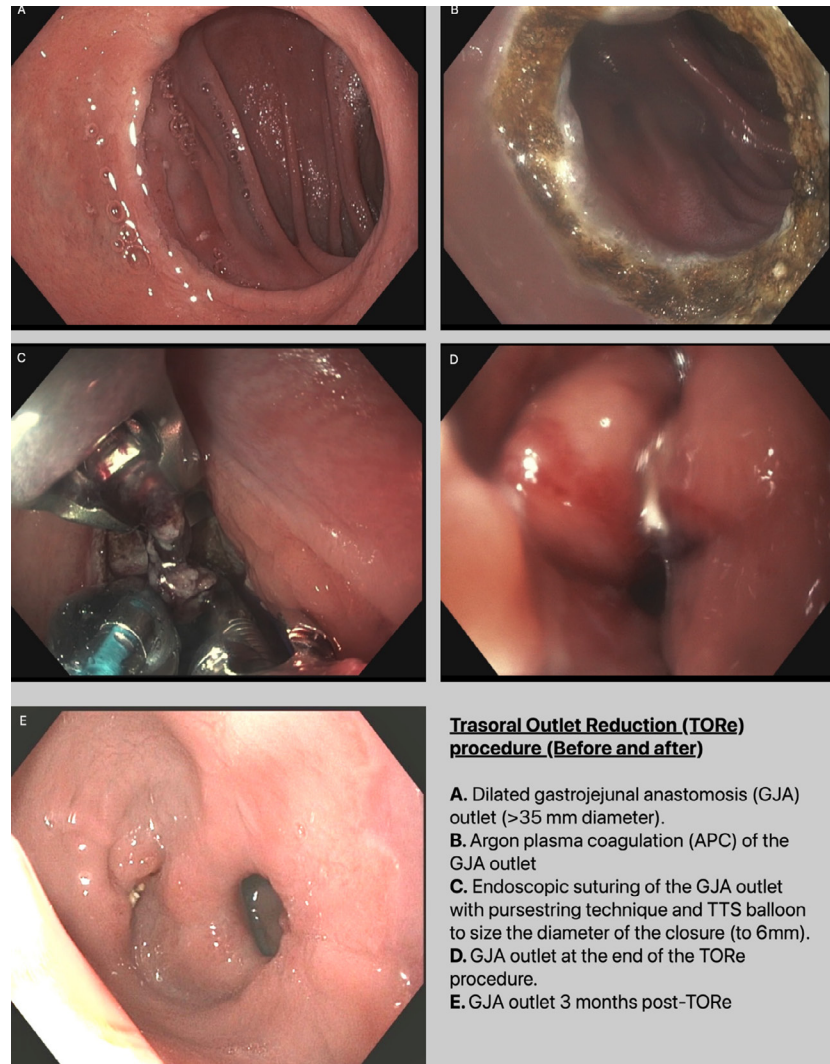 A
B
C
D
E
Trasoral Outlet Reduction (TORe)
procedure (Before and after)
A. Dilated gastrojejunal anastomosis (GJA)
outlet (>35 mm diameter).
B. Argon plasma coagulation (APC) of the
GJA outlet
C. Endoscopic suturing of the GJA outlet
with pursestring technique and TTS balloon
to size the diameter of the closure (to 6mm).
D. GJA outlet at the end of the TORe
procedure.
E. GJA outlet 3 months post-TORe